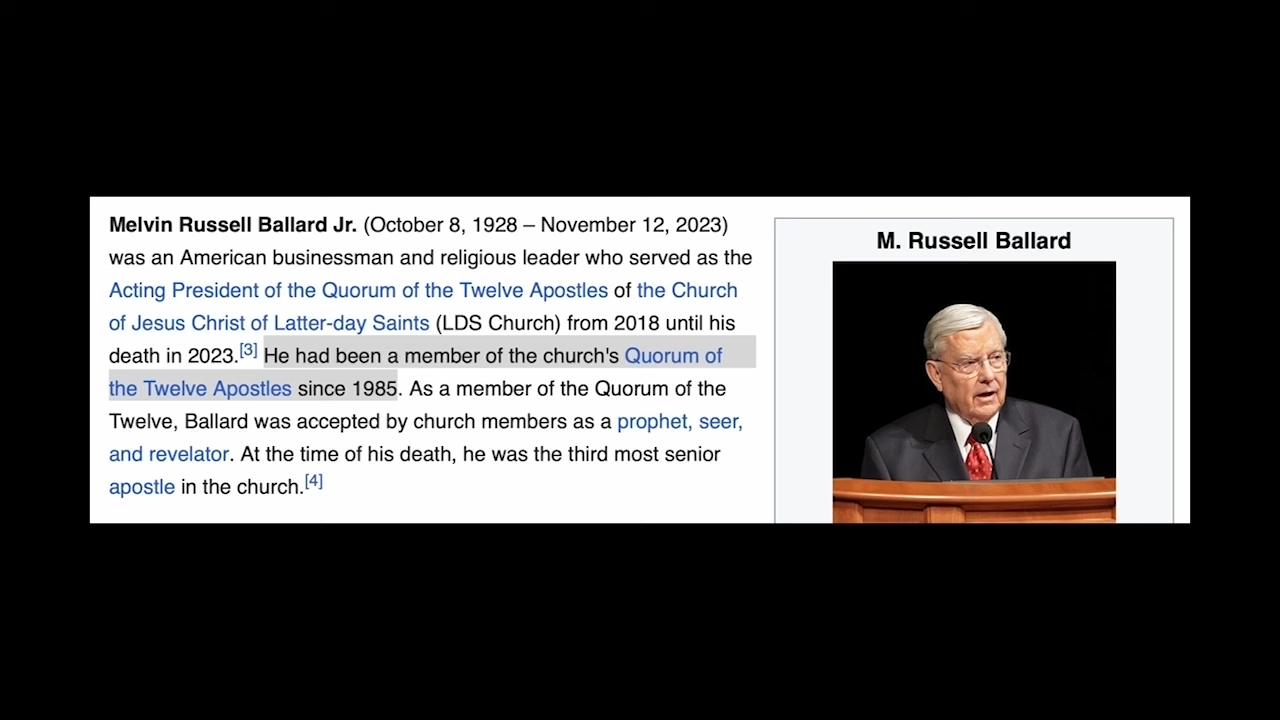 Melvin Russell Ballard Jr. (October 8, 1928 – November 12, 2023)
was an American businessman and religious leader who served as the
Acting President of the Quorum of the Twelve Apostles of the Church
of Jesus Christ of Latter-day Saints (LDS Church) from 2018 until his
death in 2023.[3] He had been a member of the church's Quorum of
the Twelve Apostles since 1985. As a member of the Quorum of the
Twelve, Ballard was accepted by church members as a prophet, seer,
and revelator. At the time of his death, he was the third most senior
apostle in the church.[4]
M. Russell Ballard